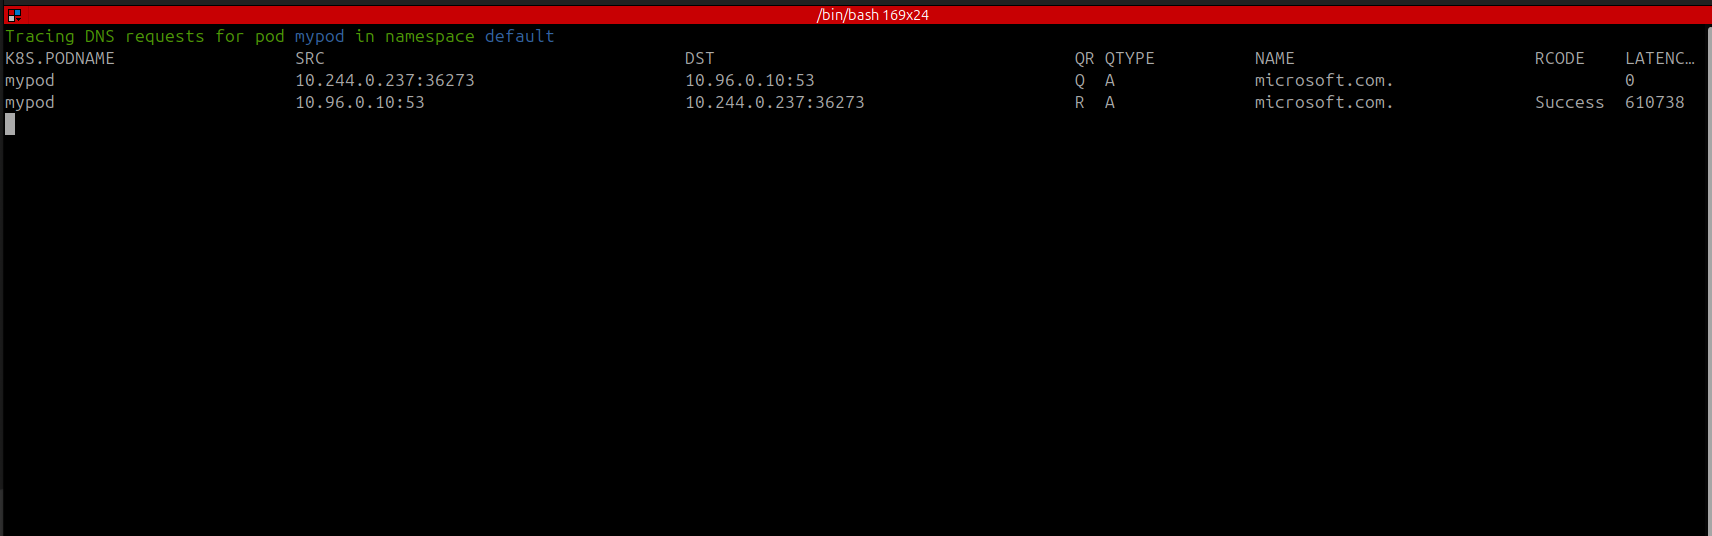 /bin/bash 169x24
Tracing DNS requests for pod mypod in namespace default
K8S.PODNAME SRC DST QR QTYPE NAME RCODE LATENC…
mypod 10.244.0.237:36273 10.96.0.10:53 Q A microsoft.com. 0
mypod 10.96.0.10:53 10.244.0.237:36273 R A microsoft.com. Success 610738